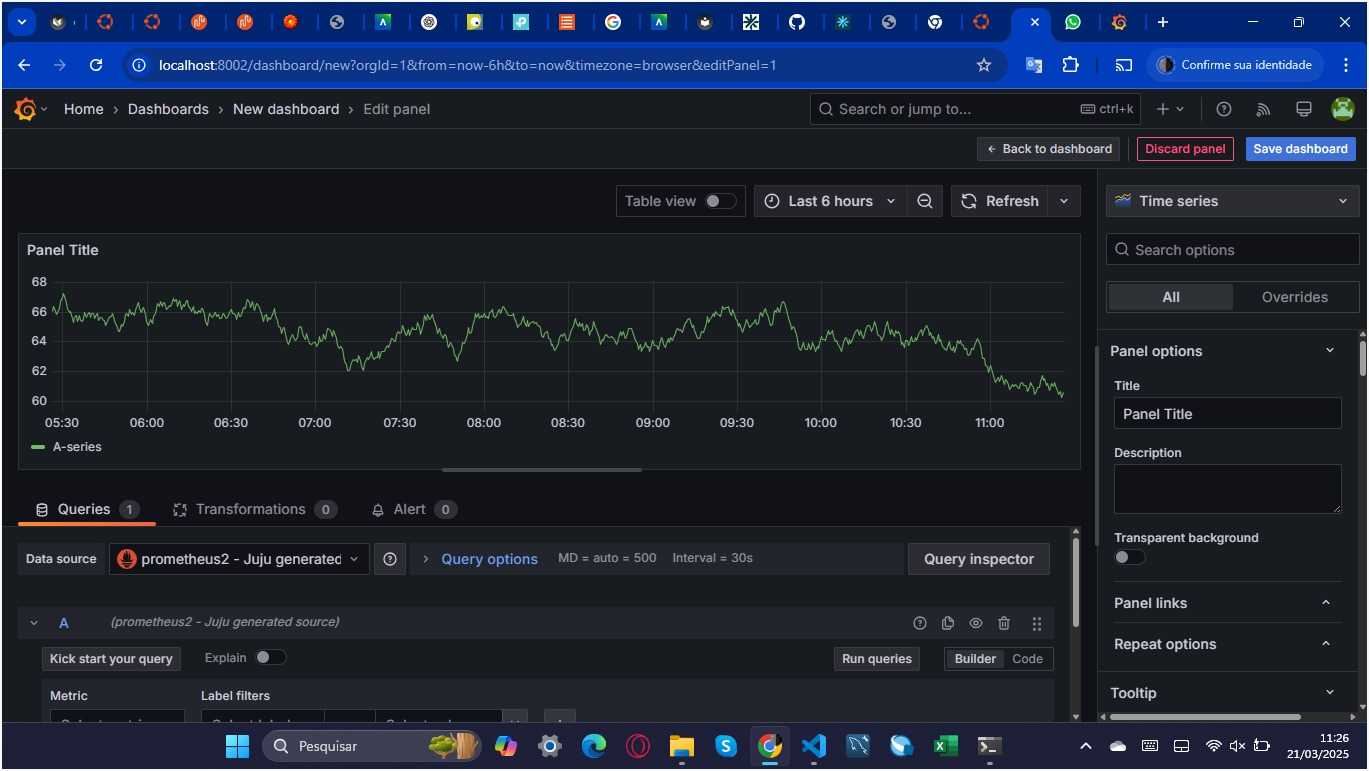 localhost:8002/dashboard/new?orgId=1&from=now-6h&to=now&timezone=browser&editPanel=1
Confirme sua identidade
Home › Dashboards › New dashboard › Edit panel
Search or jump to...
ctrl+k
Back to dashboard
Discard panel
Save dashboard
Table view
Last 6 hours
Refresh
Time series
Panel Title
Search options
All
Overrides
68
66
64
62
60
05:30 06:00 06:30 07:00 07:30 08:00 08:30 09:00 09:30 10:00 10:30 11:00
A-series
Panel options
Title
Panel Title
Description
Transparent background
Panel links
Repeat options
Tooltip
Queries 1
Transformations 0
Alert 0
Data source
prometheus2 - Juju generated
Query options
MD = auto = 500
Interval = 30s
Query inspector
A
(prometheus2 - Juju generated source)
Kick start your query
Explain
Run queries
Builder
Code
Metric
Label filters
Pesquisar
11:26
21/03/2025